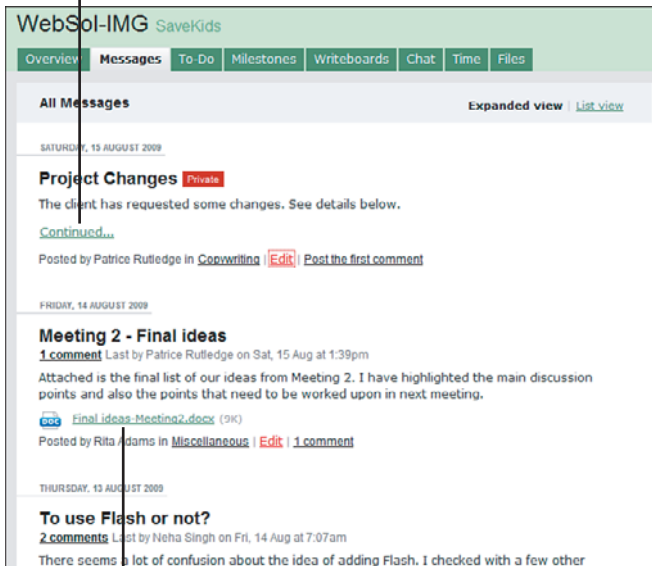 WebSol-IMG SaveKids
Overview Messages To-Do Milestones Writeboards Chat Time Files
All Messages Expanded view | List view
SATURDAY, 15 AUGUST 2009
Project Changes Private
The client has requested some changes. See details below.
Continued...
Posted by Patrice Rutledge in Copywriting | Edit | Post the first comment
FRIDAY, 14 AUGUST 2009
Meeting 2 - Final ideas
1 comment Last by Patrice Rutledge on Sat, 15 Aug at 1:39pm
Attached is the final list of our ideas from Meeting 2. I have highlighted the main discussion
points and also the points that need to be worked upon in next meeting.
DOC Final ideas-Meeting2.docx (9K)
Posted by Rita Adams in Miscellaneous | Edit | 1 comment
THURSDAY, 13 AUGUST 2009
To use Flash or not?
2 comments Last by Neha Singh on Fri, 14 Aug at 7:07am
There seems a lot of confusion about the idea of adding Flash. I checked with a few other